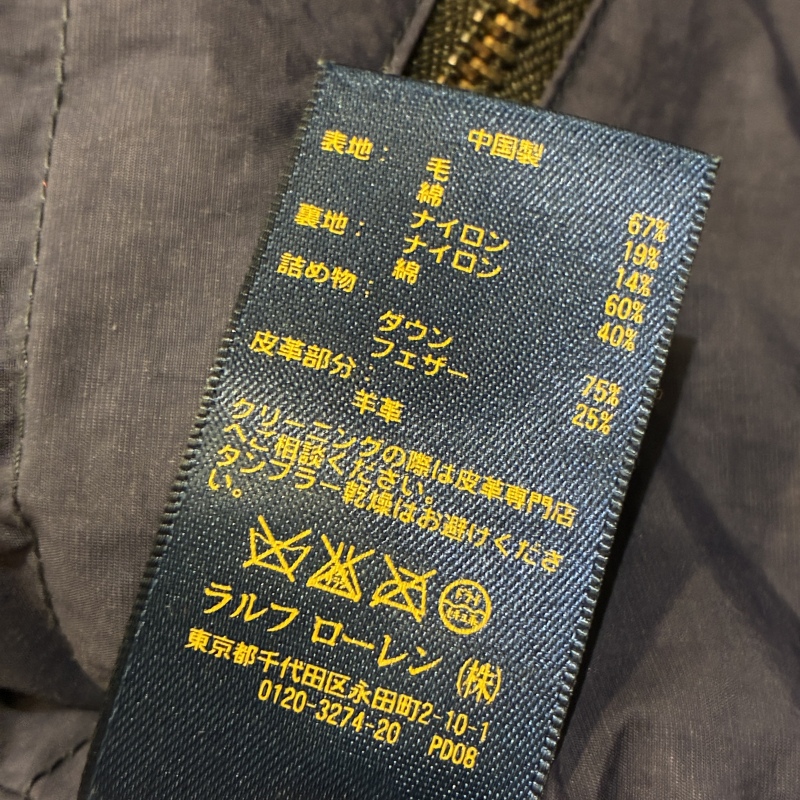 中国製
表地： 毛 67%
綿 19%
ナイロン 14%
裏地： ナイロン 60%
綿 40%
詰め物：
ダウン 75%
フェザー 25%
皮革部分：
羊革
クリーニングの際は皮革専門店
へご相談ください。
タンブラー乾燥はお避けくださ
い。
ラルフ ローレン（株）
東京都千代田区永田町2-10-1
0120-3274-20 PD08